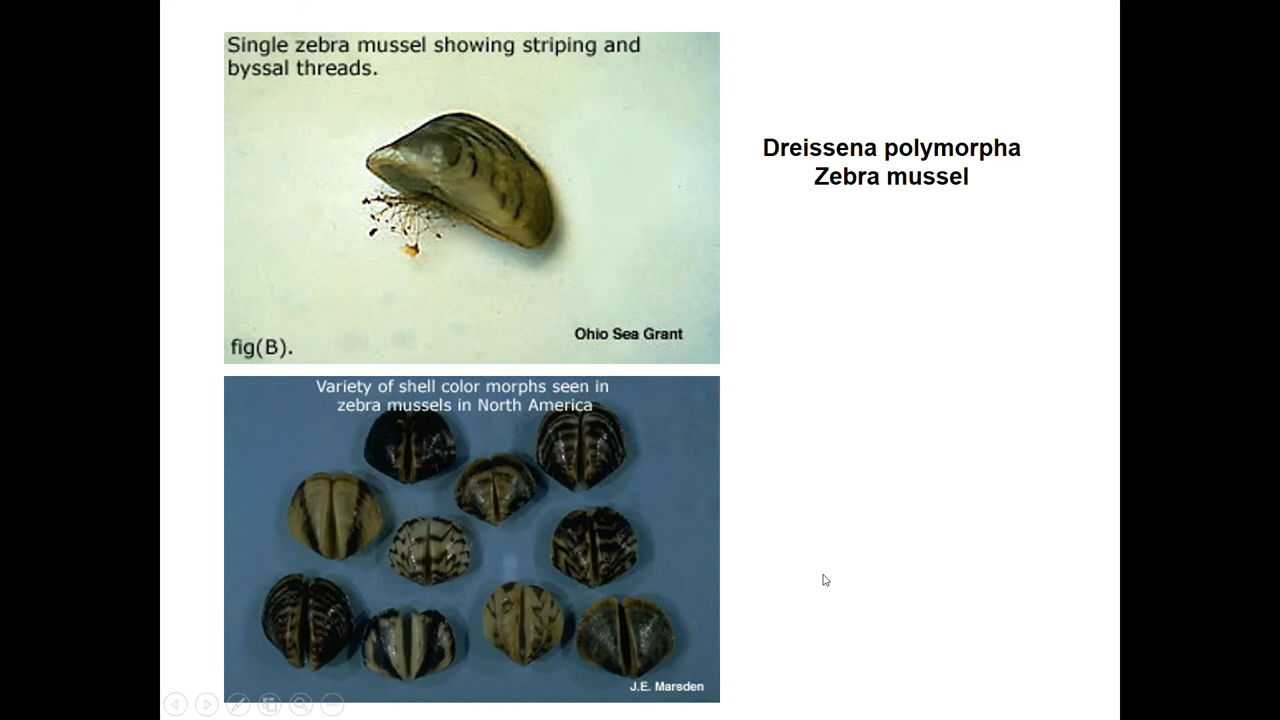 Single zebra mussel showing striping and
byssal threads.
Ohio Sea Grant
fig(B).
Dreissena polymorpha
Zebra mussel
Variety of shell color morphs seen in
zebra mussels in North America
J.E. Marsden